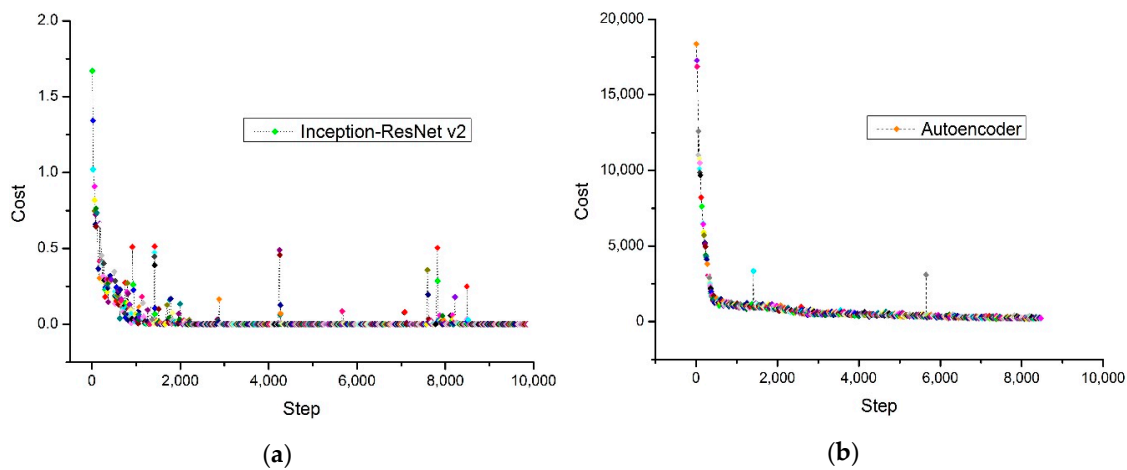 2.0
1.5
1.0
0.5
0.0
Cost
Inception-ResNet v2
0
2,000
4,000
6,000
8,000
10,000
Step
(a)
20,000
15,000
10,000
5,000
0
Cost
Autoencoder
0
2,000
4,000
6,000
8,000
10,000
Step
(b)